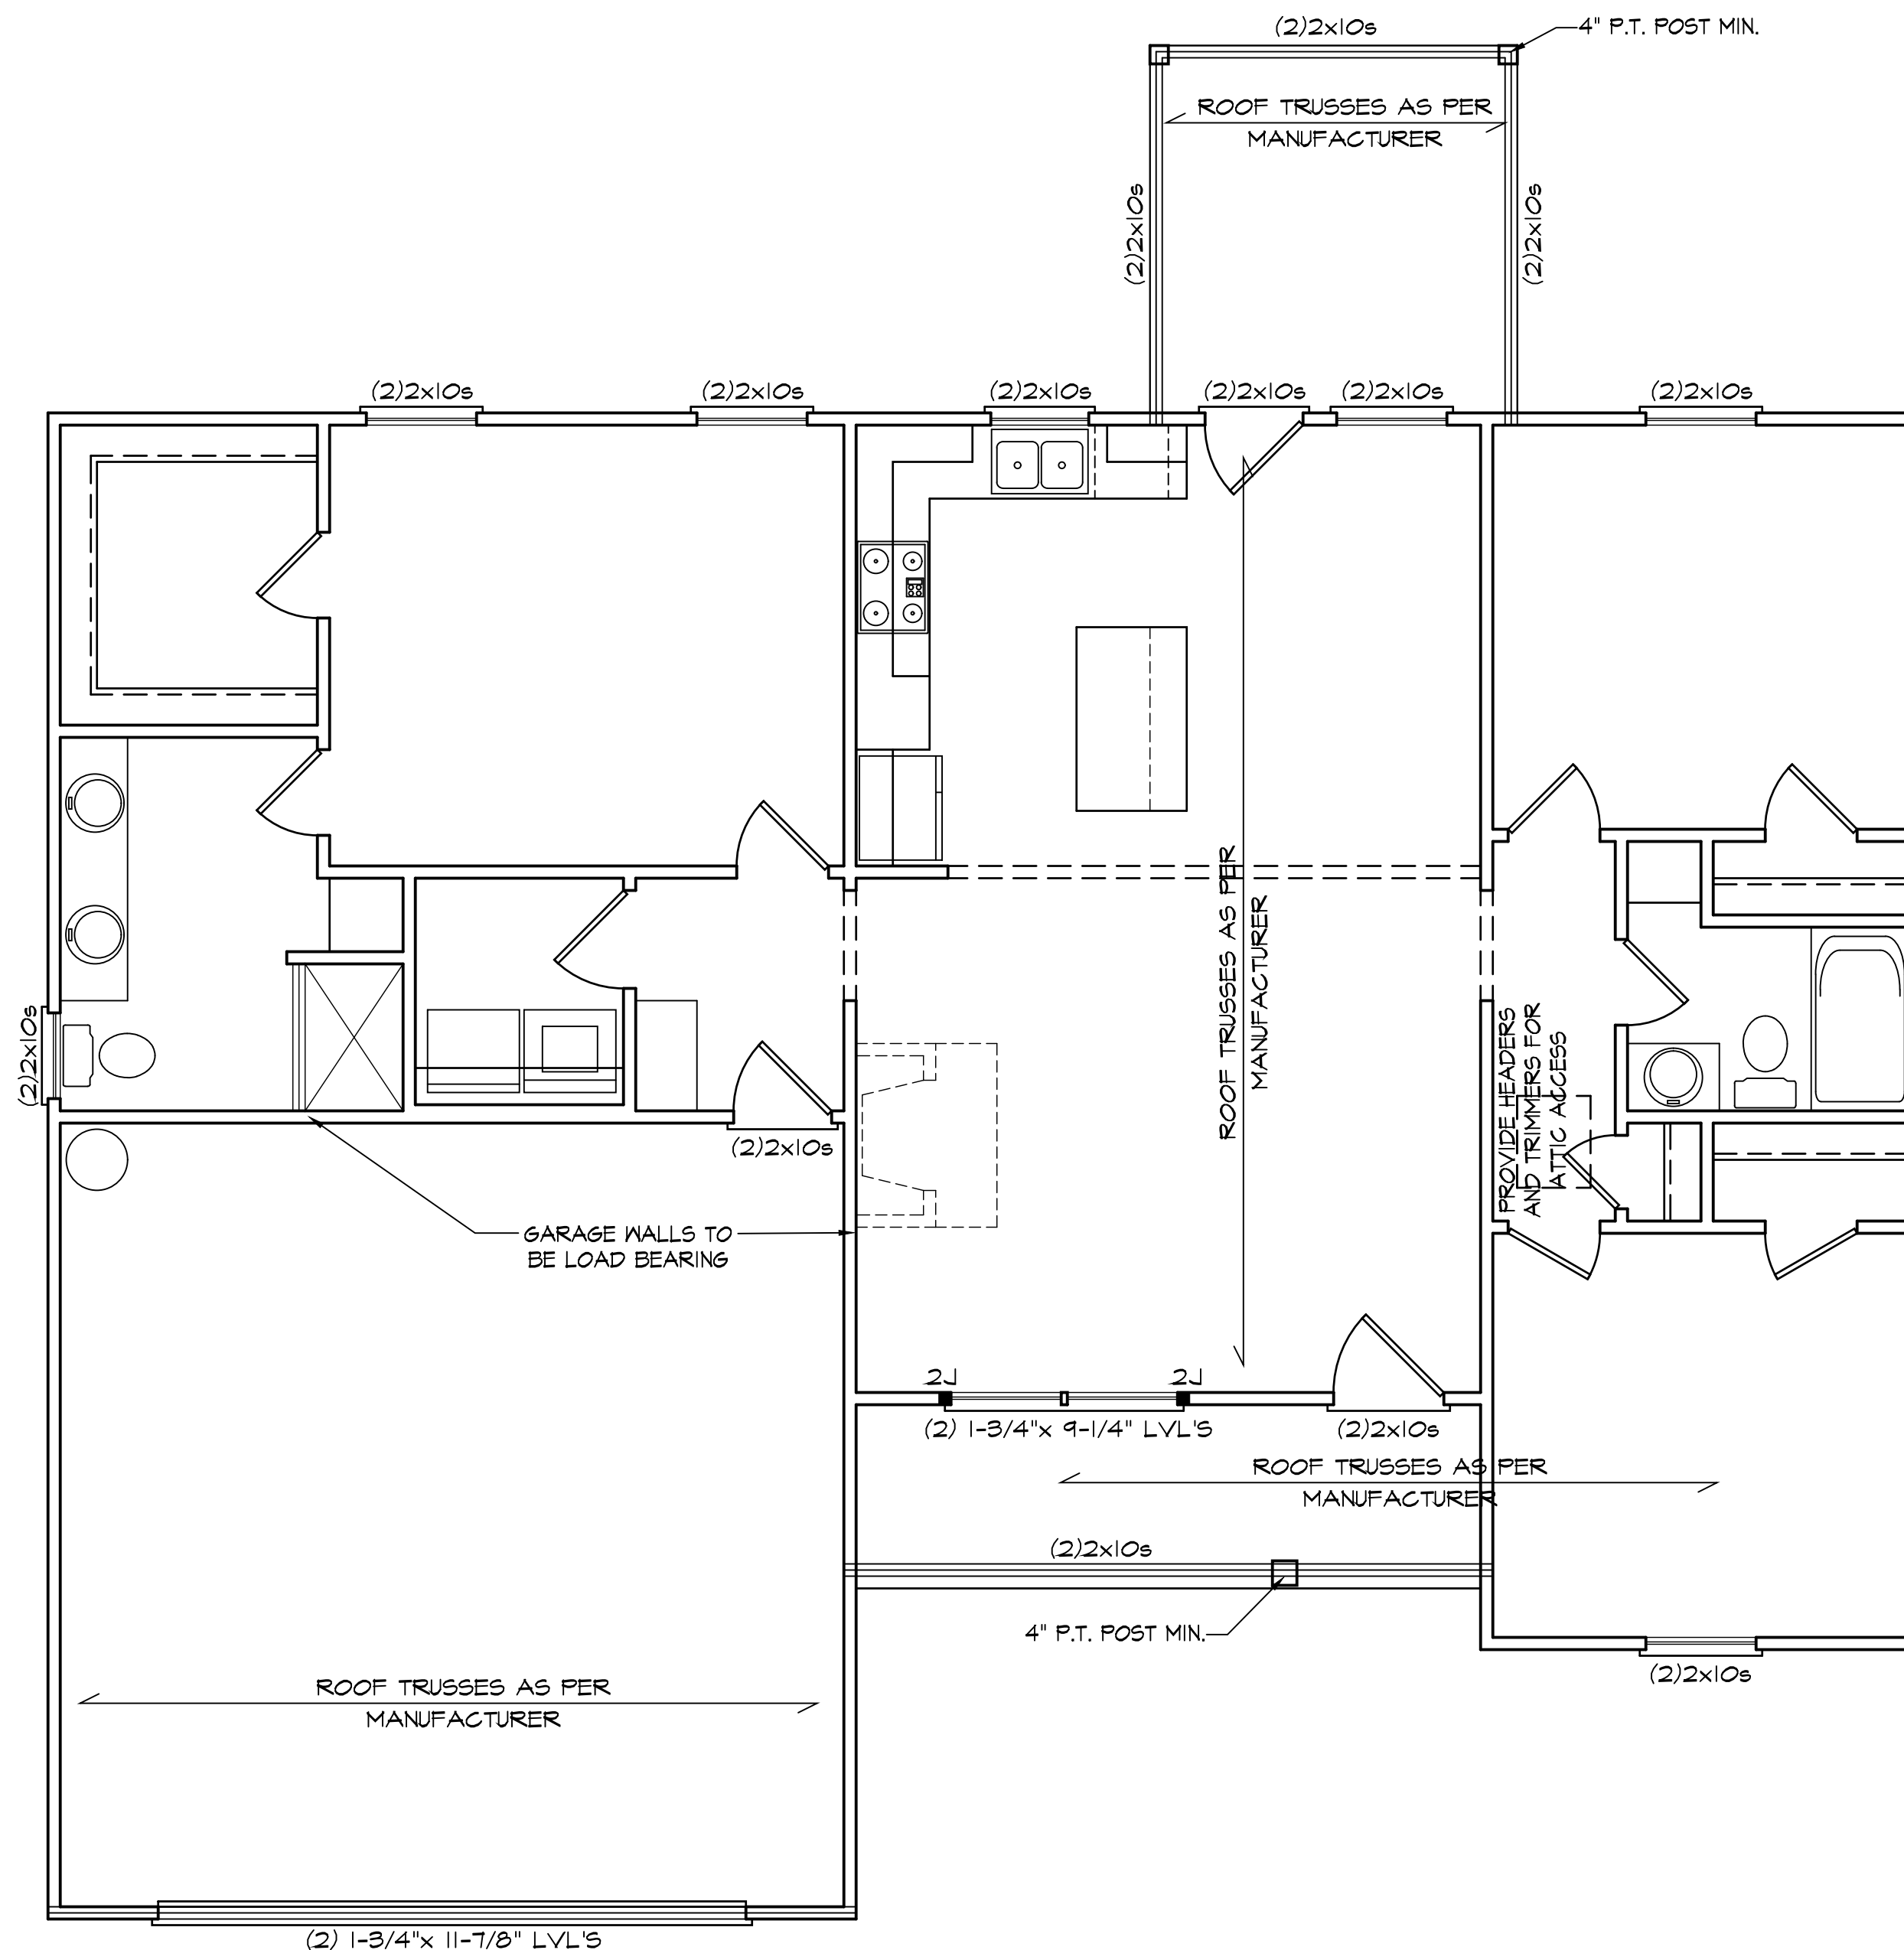 (2)2x10s
4" P.T. POST MIN.
ROOF TRUSSES AS PER
MANUFACTURER
(2)2x10s
(2)2x10s
(2)2x10s
(2)2x10s
(2)2x10s
(2)2x10s
(2)2x10s
(2)2x10s
ROOF TRUSSES AS PER
MANUFACTURER
(2)2x10s
PROVIDE HEADERS
AND TRIMMERS FOR
ATTIC ACCESS
(2)2x10s
GARAGE WALLS TO
BE LOAD BEARING
2J
2J
(2) 1-3/4"x 9-1/4" LVL'S
(2)2x10s
ROOF TRUSSES AS PER
MANUFACTURER
(2)2x10s
4" P.T. POST MIN.
(2)2x10s
ROOF TRUSSES AS PER
MANUFACTURER
(2) 1-3/4"x 11-7/8" LVL'S